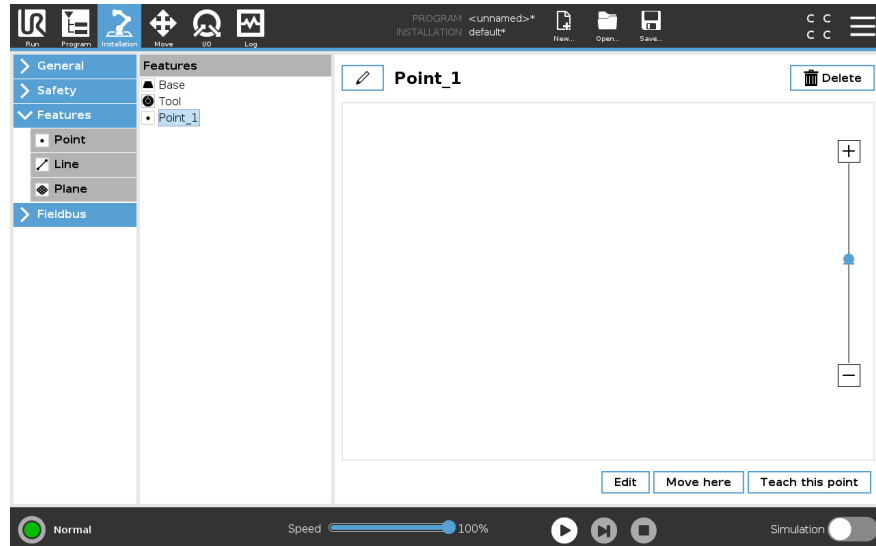 UR
Run
Program
Installation
Move
I/O
Log
PROGRAM <unnamed>*
INSTALLATION default*
New...
Open...
Save...
C C
C C
General
Safety
Features
Point
Line
Plane
Fieldbus
Features
Base
Tool
Point_1
Point_1
Delete
+
−
Edit
Move here
Teach this point
Normal
Speed
100%
Simulation